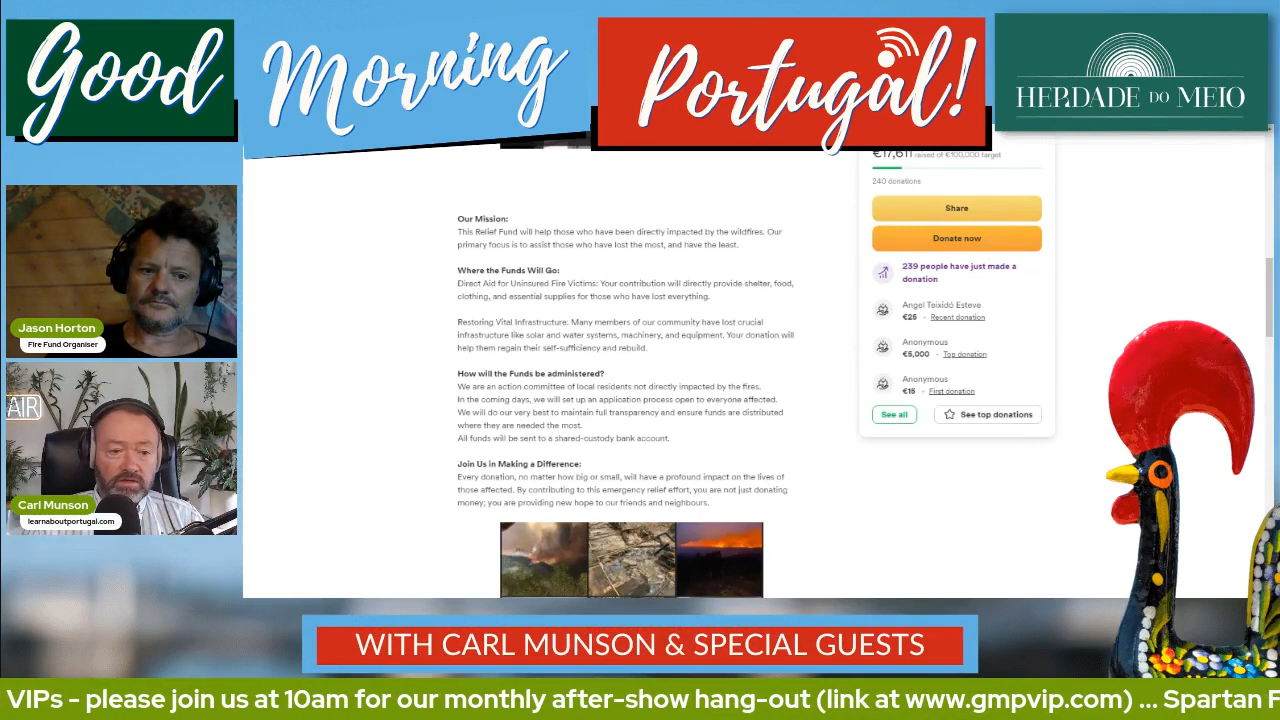 Good Morning Portugal!
HERDADE DO MEIO
Jason Horton
Fire Fund Organiser
AIR
Carl Munson
learnaboutportugal.com
Our Mission:
This Relief Fund will help those who have been directly impacted by the wildfires. Our
primary focus is to assist those who have lost the most, and have the least.
Where the Funds Will Go:
Direct Aid for Uninsured Fire Victims: Your contribution will directly provide shelter, food,
clothing, and essential supplies for those who have lost everything.
Restoring Vital Infrastructure: Many members of our community have lost crucial
infrastructure like solar and water systems, machinery, and equipment. Your donation will
help them regain their self-sufficiency and rebuild.
How will the Funds be administered?
We are an action committee of local residents not directly impacted by the fires.
In the coming days, we will set up an application process open to everyone affected.
We will do our very best to maintain full transparency and ensure funds are distributed
where they are needed the most.
All funds will be sent to a shared-custody bank account.
Join Us in Making a Difference:
Every donation, no matter how big or small, will have a profound impact on the lives of
those affected. By contributing to this emergency relief effort, you are not just donating
money; you are providing new hope to our friends and neighbours.
€17,611 raised of €100,000 target
240 donations
Share
Donate now
239 people have just made a
donation
Angel Teixidó Esteve
€25 · Recent donation
Anonymous
€5,000 · Top donation
Anonymous
€15 · First donation
See all
See top donations
WITH CARL MUNSON & SPECIAL GUESTS
VIPs - please join us at 10am for our monthly after-show hang-out (link at www.gmpvip.com) ... Spartan F